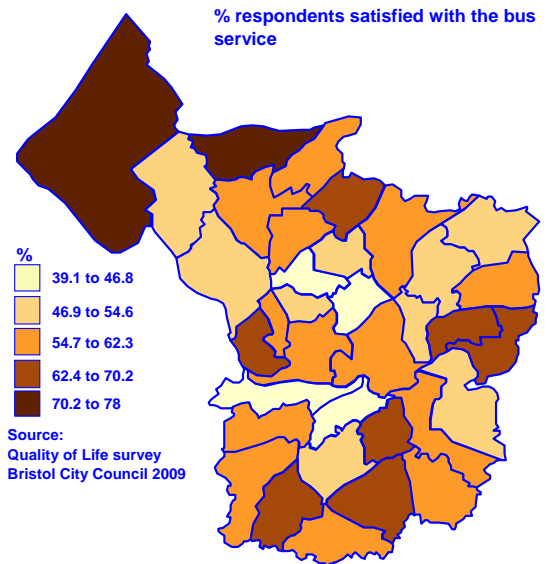 % respondents satisfied with the bus
service
%
39.1 to 46.8
46.9 to 54.6
54.7 to 62.3
62.4 to 70.2
70.2 to 78
Source:
Quality of Life survey
Bristol City Council 2009